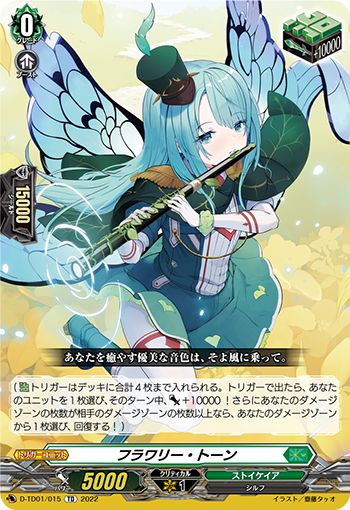 0
グレード
ブースト
+10000
15000
シールド
あなたを癒やす優美な音色は、そよ風に乗って。
(治トリガーはデッキに合計4枚まで入れられる。トリガーで出たら、あなた
のユニットを1枚選び、そのターン中、+10000！さらにあなたのダメージ
ゾーンの枚数が相手のダメージゾーンの枚数以上なら、あなたのダメージゾーン
から1枚選び、回復する！)
トリガーユニット
フラワリー・トーン
パワー 5000
クリティカル
1
ストイケイア
シルフ
D-TD01/015 TD 2022
イラスト/齋藤タヶオ